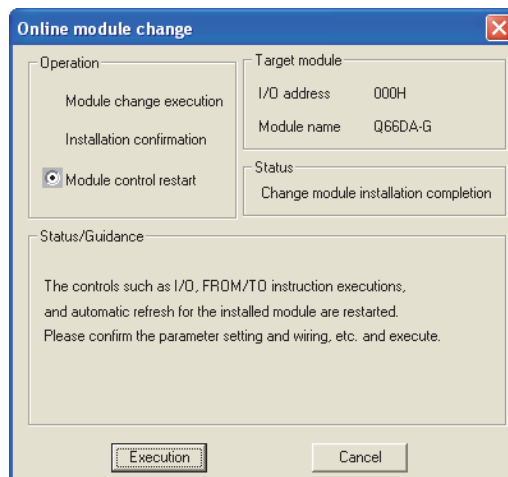 Online module change
Operation
Module change execution
Installation confirmation
Module control restart
Target module
I/O address 000H
Module name Q66DA-G
Status
Change module installation completion
Status/Guidance
The controls such as I/O, FROM/TO instruction executions,
and automatic refresh for the installed module are restarted.
Please confirm the parameter setting and wiring, etc. and execute.
Execution
Cancel